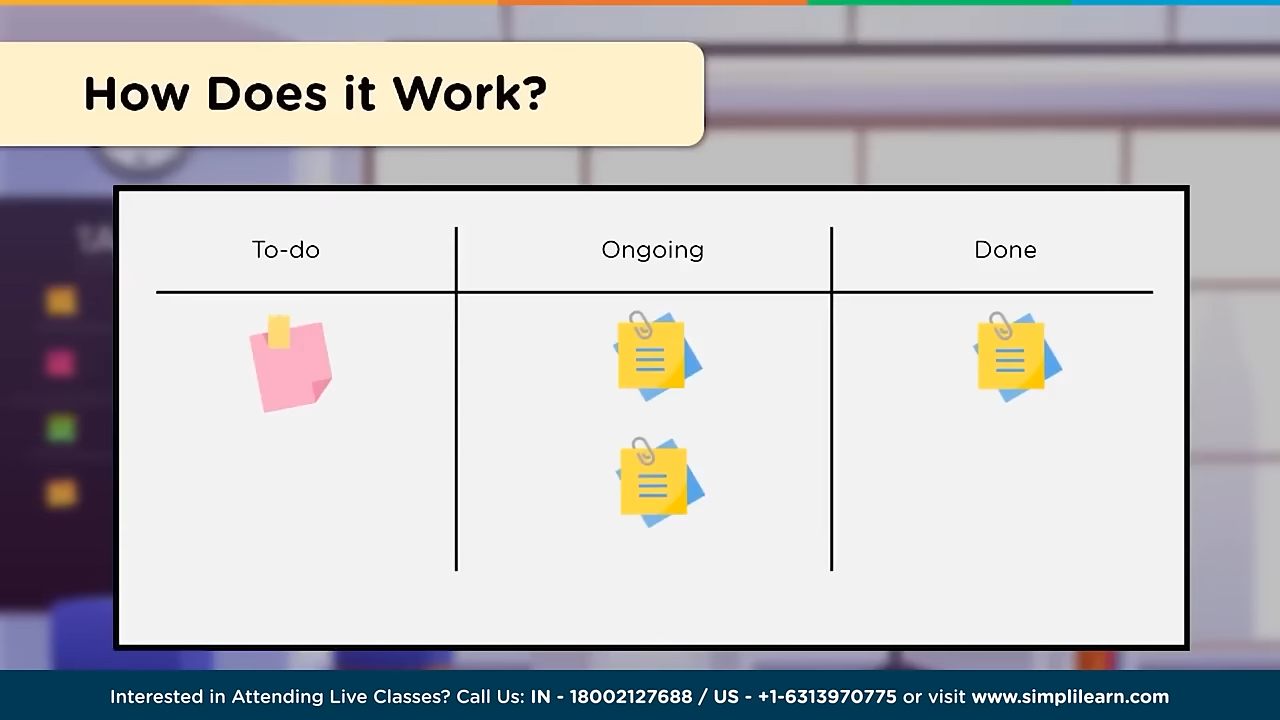 How Does it Work?
To-do
Ongoing
Done
Interested in Attending Live Classes? Call Us: IN - 18002127688 / US - +1-6313970775 or visit www.simplilearn.com